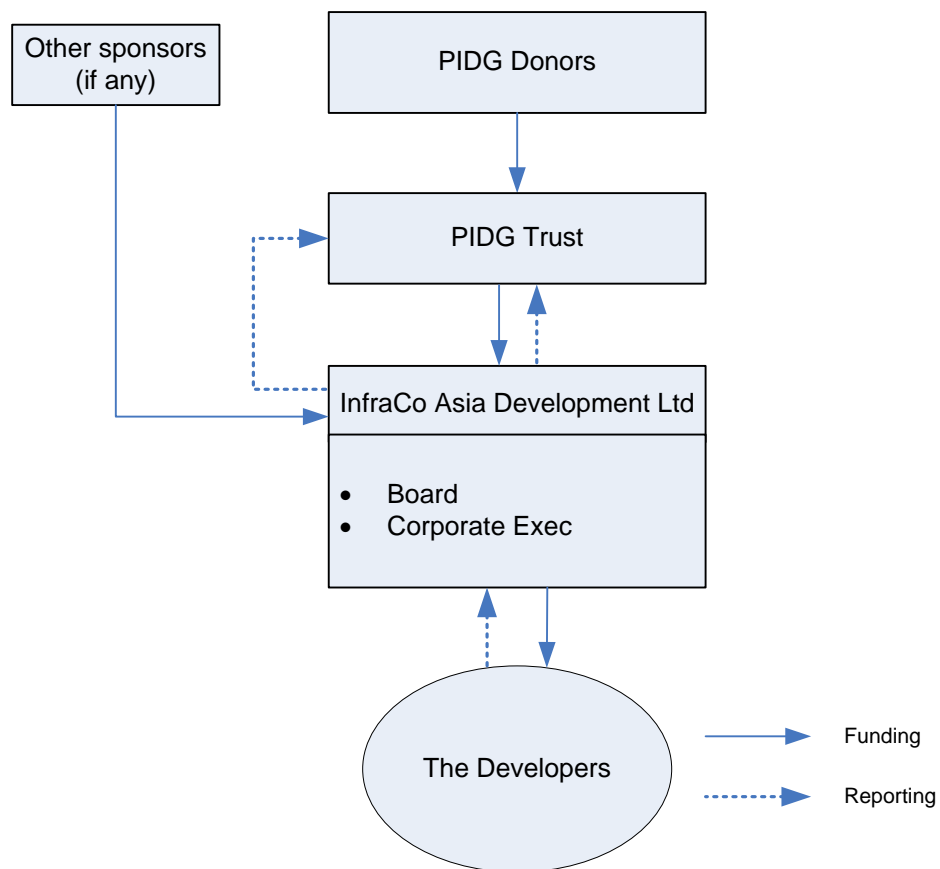 Other sponsors
(if any)
PIDG Donors
PIDG Trust
InfraCo Asia Development Ltd
• Board
• Corporate Exec
The Developers
Funding
Reporting